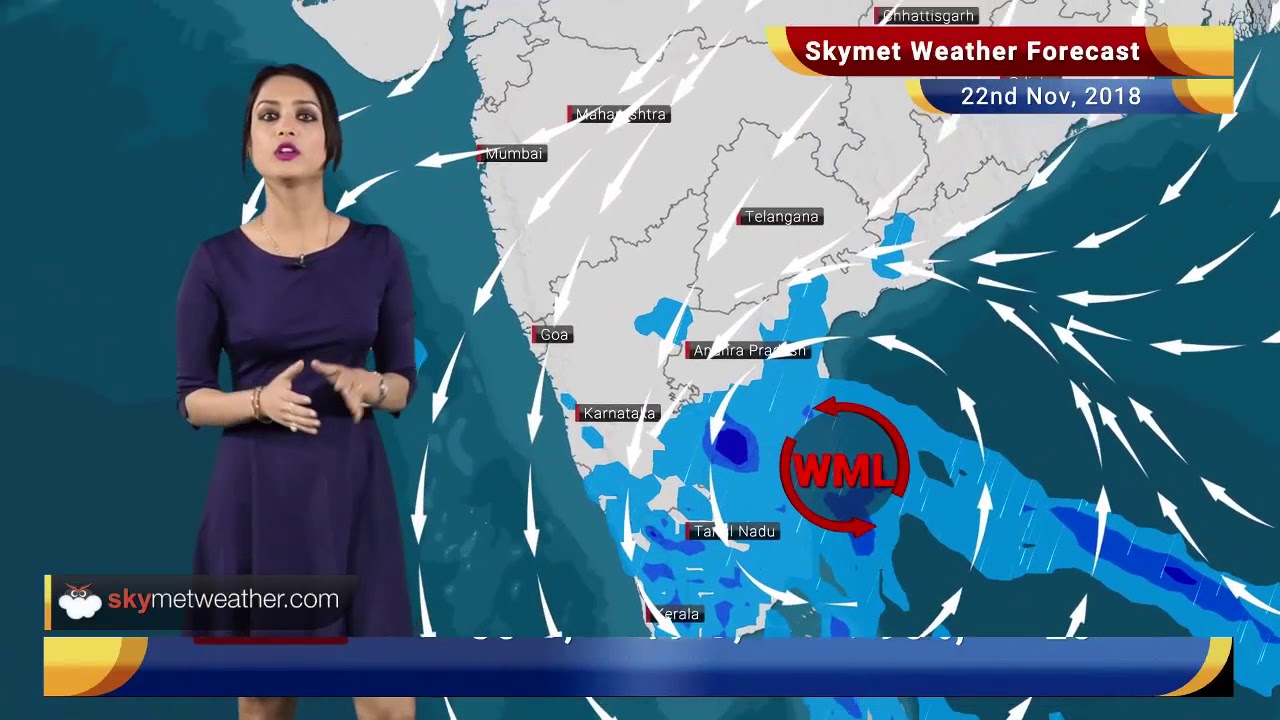 Chhattisgarh
Skymet Weather Forecast
22nd Nov, 2018
Maharashtra
Mumbai
Telangana
Goa
Andhra Pradesh
Karnataka
WML
Tamil Nadu
Kerala
skymetweather.com